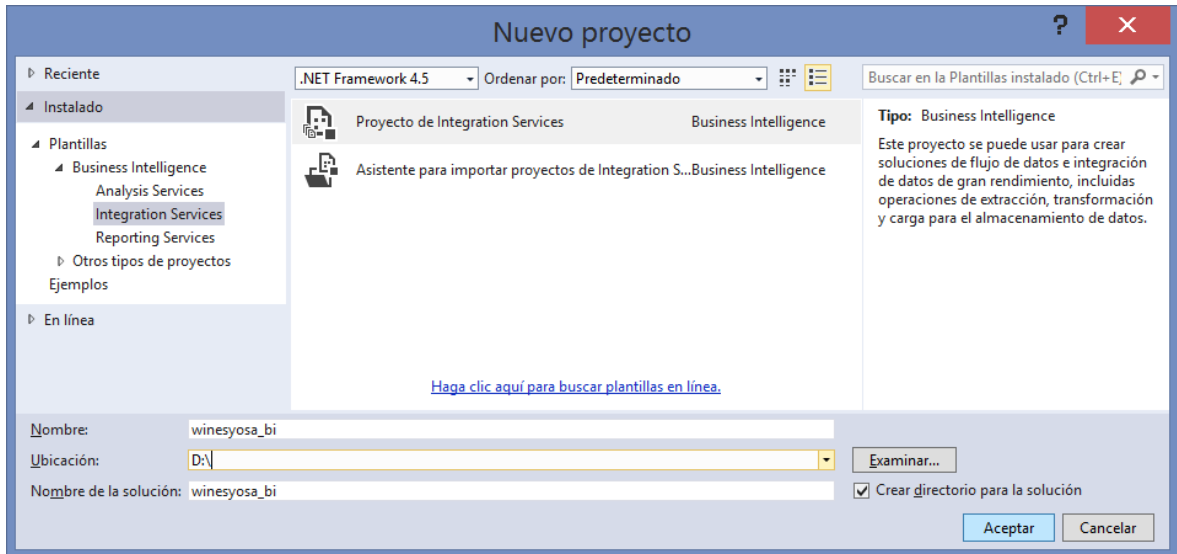 Nuevo proyecto
?
Reciente
Instalado
Plantillas
Business Intelligence
Analysis Services
Integration Services
Reporting Services
Otros tipos de proyectos
Ejemplos
En línea
.NET Framework 4.5 Ordenar por: Predeterminado
Proyecto de Integration Services Business Intelligence
Asistente para importar proyectos de Integration S...Business Intelligence
Haga clic aquí para buscar plantillas en línea.
Buscar en la Plantillas instalado (Ctrl+E)
Tipo: Business Intelligence
Este proyecto se puede usar para crear
soluciones de flujo de datos e integración
de datos de gran rendimiento, incluidas
operaciones de extracción, transformación
y carga para el almacenamiento de datos.
Nombre: winesyosa_bi
Ubicación: D:\
Examinar...
Nombre de la solución: winesyosa_bi
Crear directorio para la solución
Aceptar Cancelar